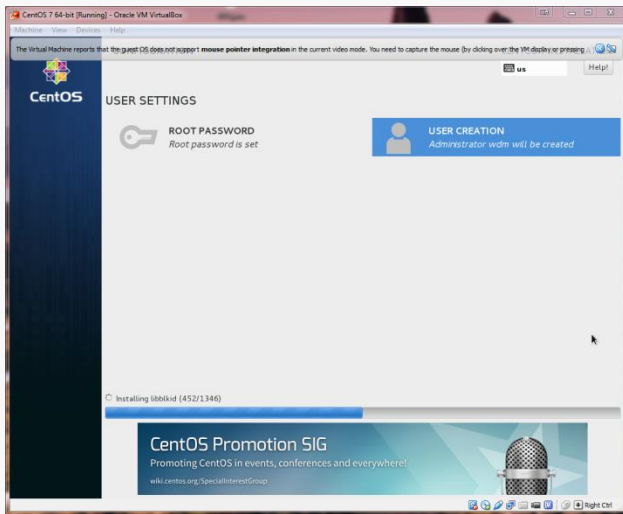 CentOS 7 64-bit [Running] - Oracle VM VirtualBox
Machine View Devices Help
The Virtual Machine reports that the guest OS does not support mouse pointer integration in the current video mode. You need to capture the mouse (by clicking over the VM display or pressing
us
Help!
CentOS
USER SETTINGS
ROOT PASSWORD
Root password is set
USER CREATION
Administrator wdm will be created
Installing libblkid (452/1346)
CentOS Promotion SIG
Promoting CentOS in events, conferences and everywhere!
wiki.centos.org/SpecialInterestGroup
Right Ctrl